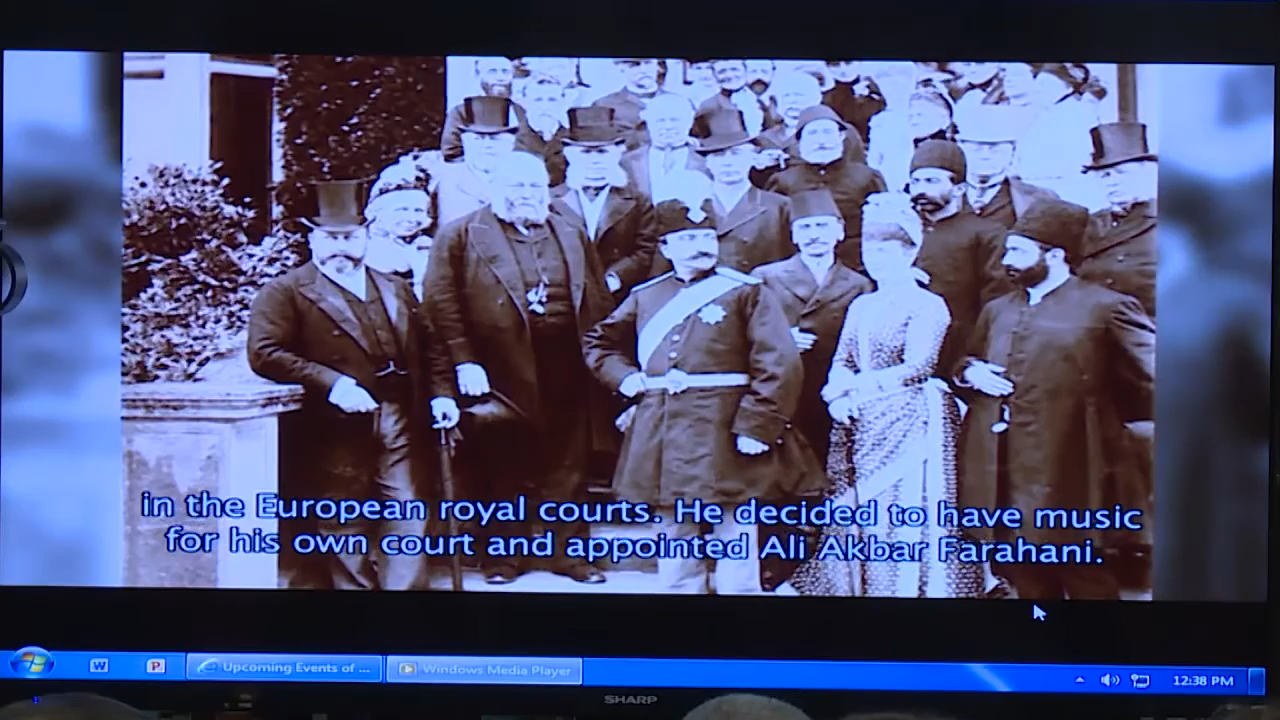 in the European royal courts. He decided to have music
for his own court and appointed Ali Akbar Farahani.
W
P
Upcoming Events of ...
Windows Media Player
12:38 PM
SHARP